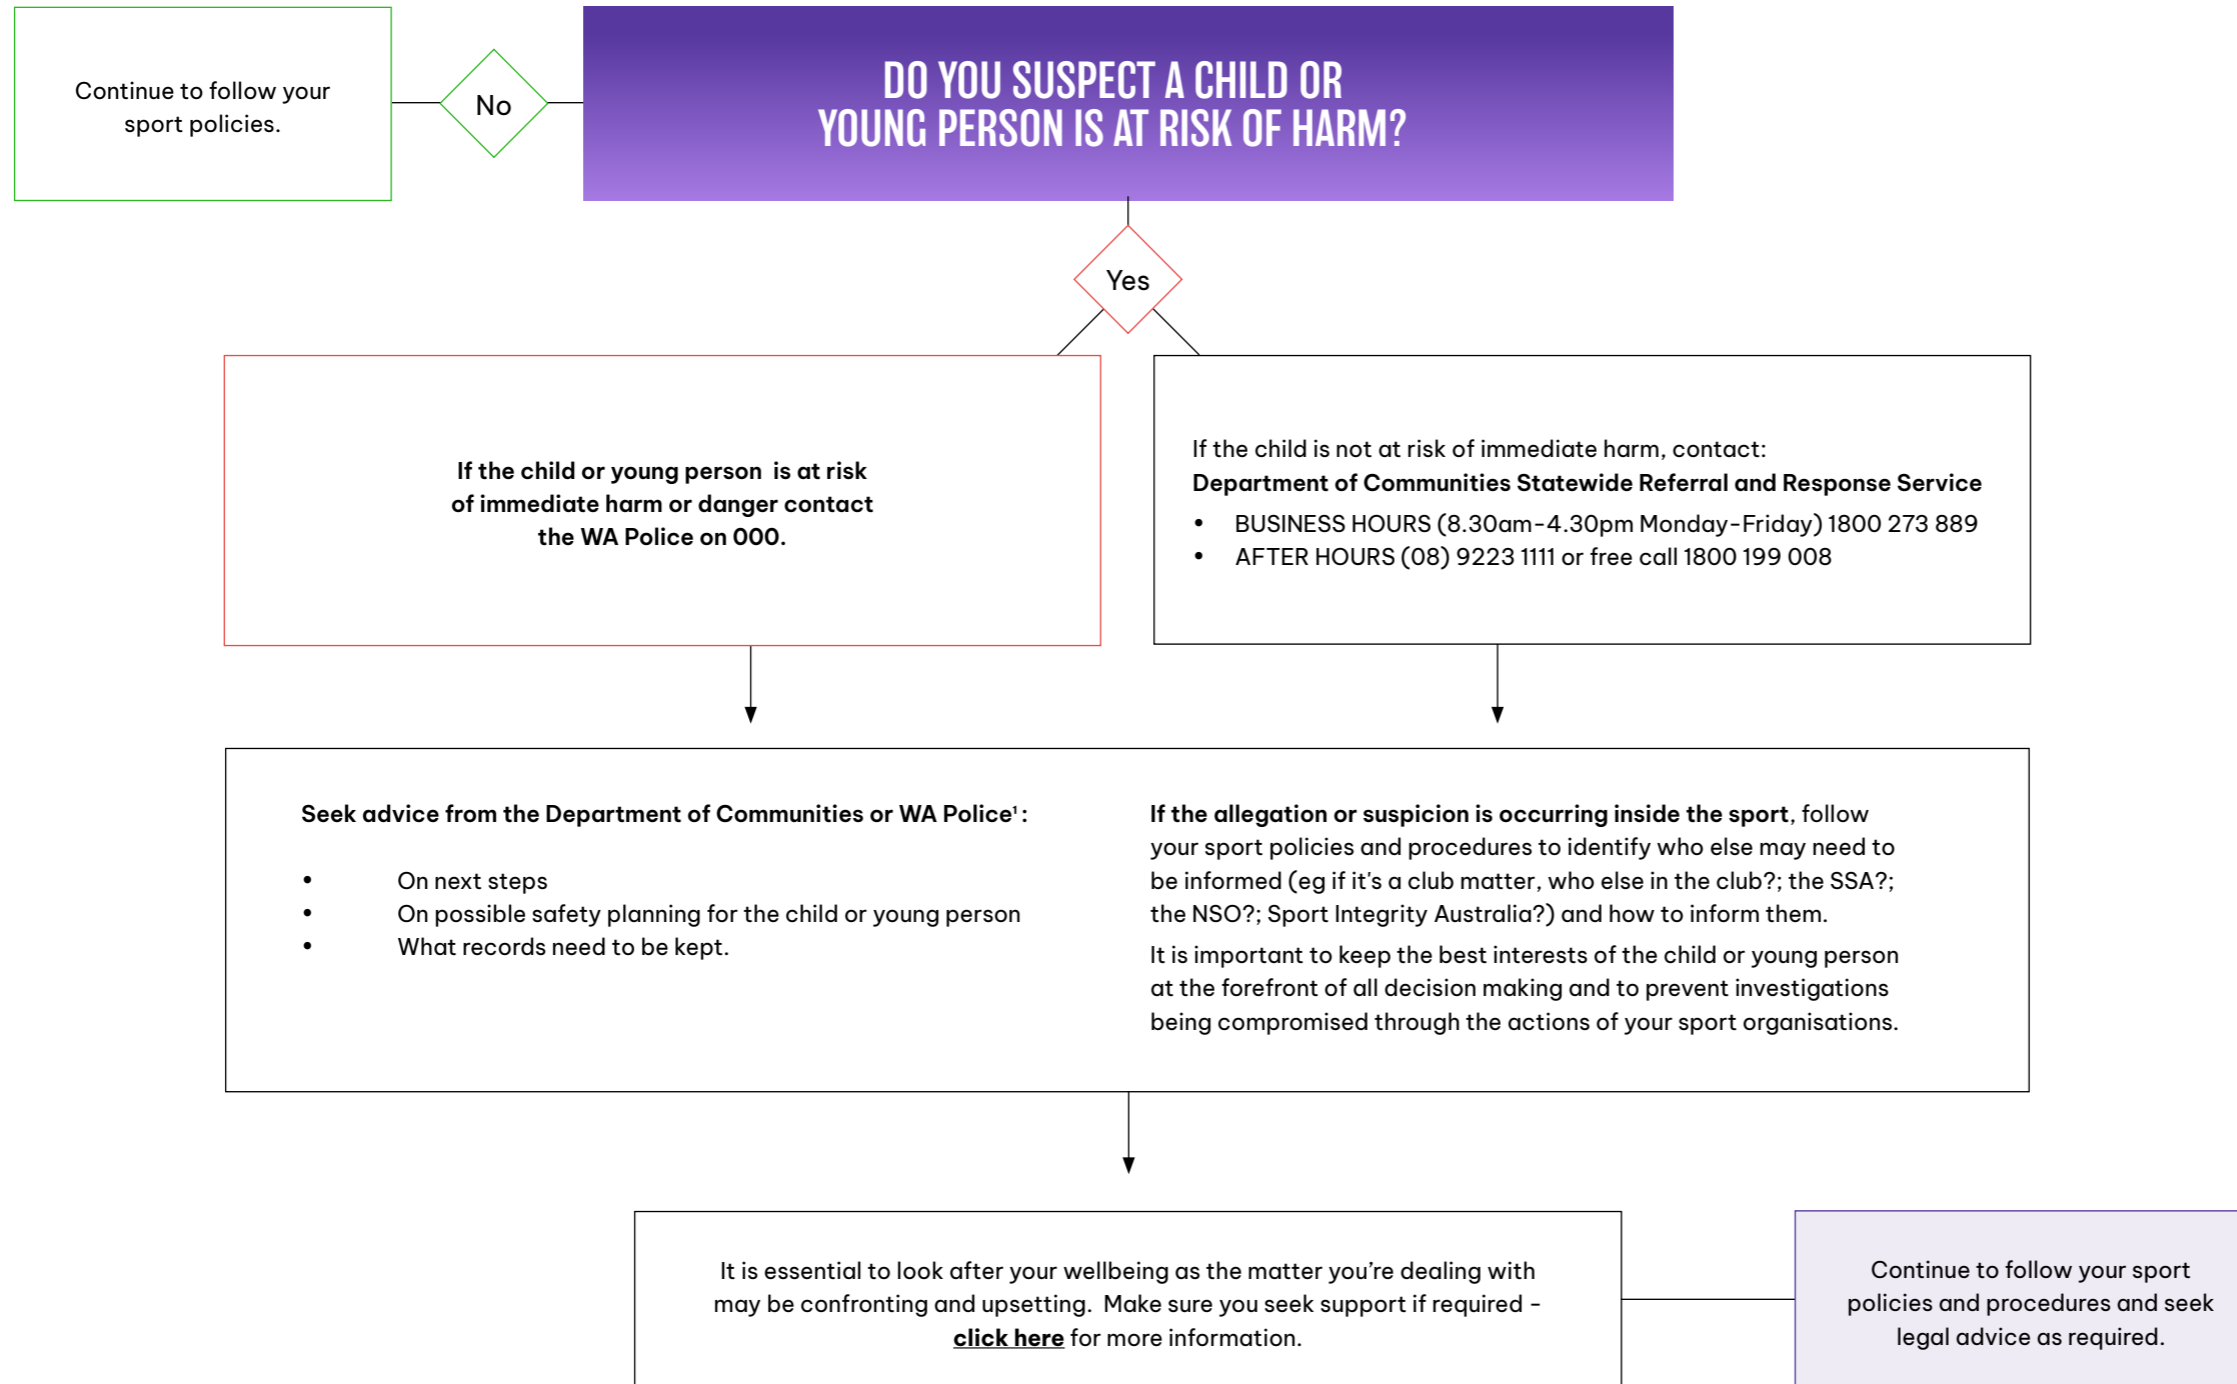 Continue to follow your
sport policies.
No
DO YOU SUSPECT A CHILD OR
YOUNG PERSON IS AT RISK OF HARM?
Yes
If the child or young person  is at risk
of immediate harm or danger contact
the WA Police on 000.
If the child is not at risk of immediate harm, contact:
Department of Communities Statewide Referral and Response Service
• BUSINESS HOURS (8.30am-4.30pm Monday-Friday) 1800 273 889
• AFTER HOURS (08) 9223 1111 or free call 1800 199 008
Seek advice from the Department of Communities or WA Police¹ :
• On next steps
• On possible safety planning for the child or young person
• What records need to be kept.
If the allegation or suspicion is occurring inside the sport, follow
your sport policies and procedures to identify who else may need to
be informed (eg if it's a club matter, who else in the club?; the SSA?;
the NSO?; Sport Integrity Australia?) and how to inform them.
It is important to keep the best interests of the child or young person
at the forefront of all decision making and to prevent investigations
being compromised through the actions of your sport organisations.
It is essential to look after your wellbeing as the matter you’re dealing with
may be confronting and upsetting.  Make sure you seek support if required -
click here for more information.
Continue to follow your sport
policies and procedures and seek
legal advice as required.